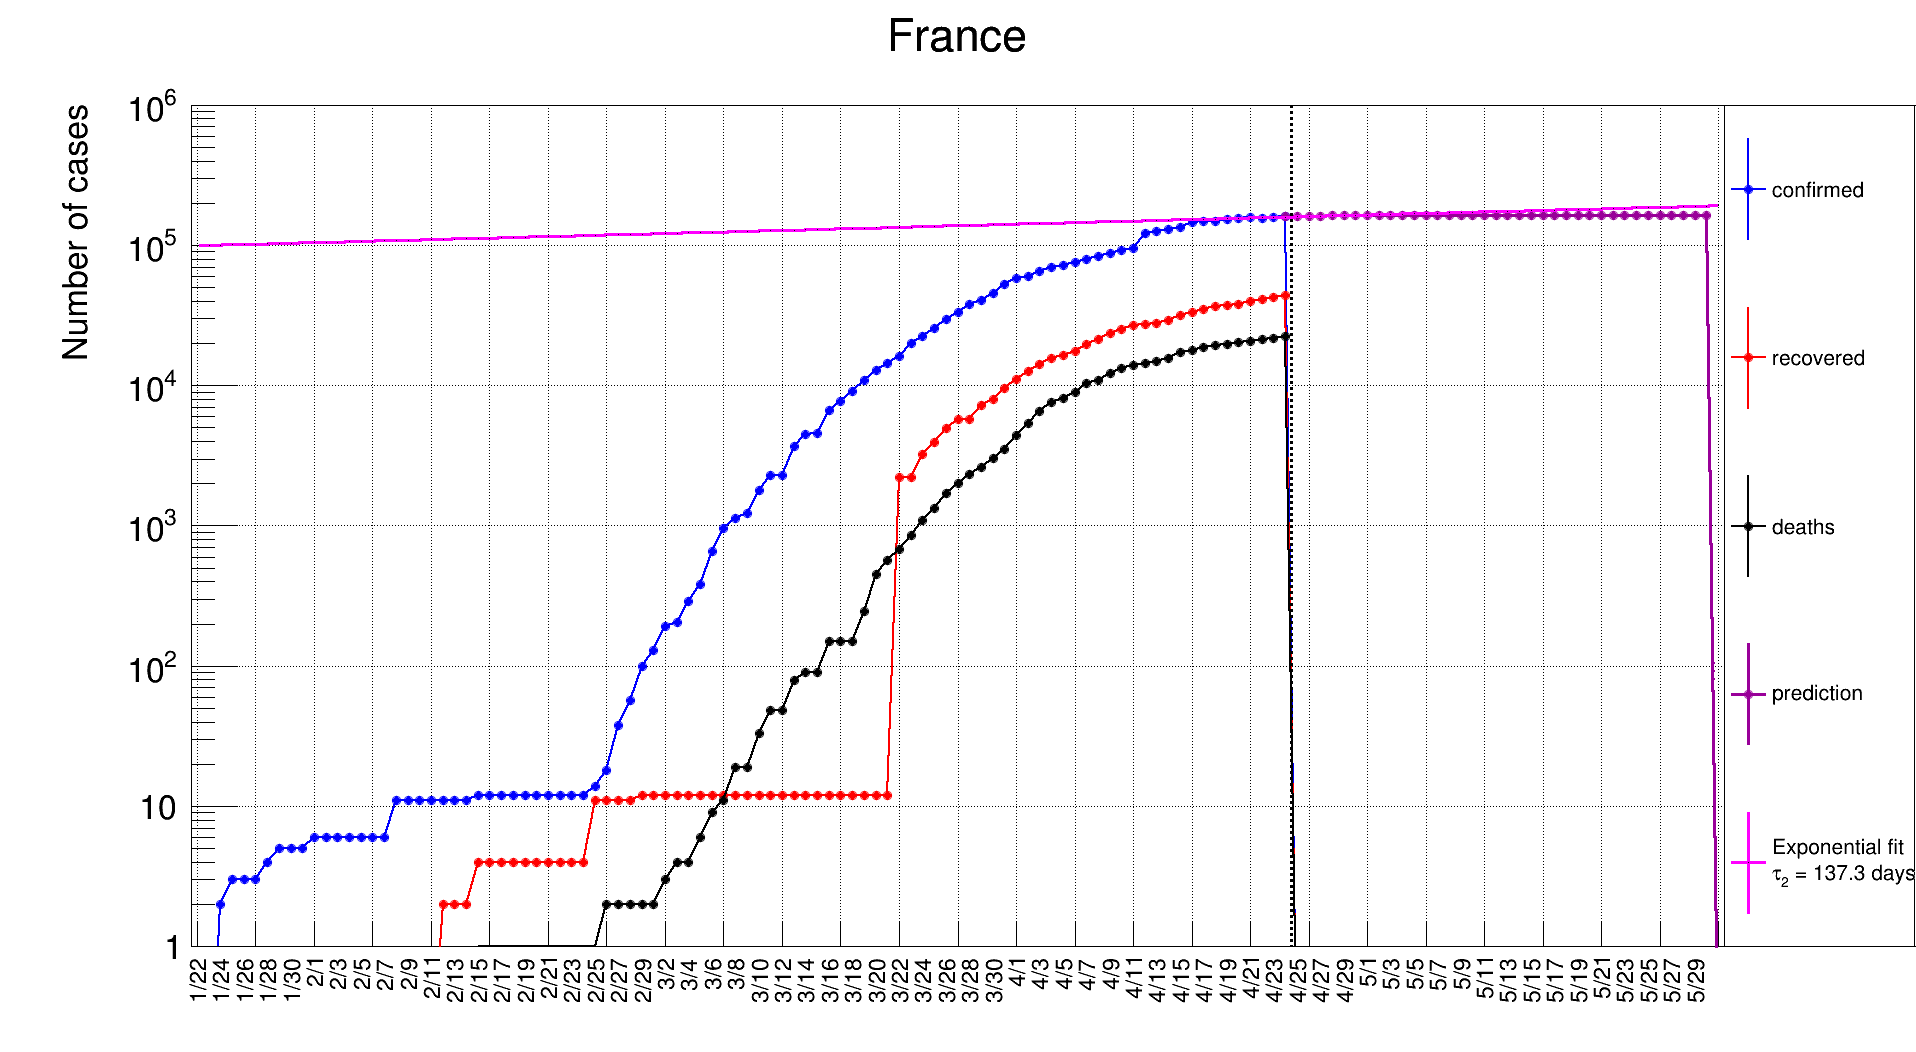 France
Number of cases
10^6
10^5
10^4
10^3
10^2
10
1
1/22 1/24 1/26 1/28 1/30 2/1 2/3 2/5 2/7 2/9 2/11 2/13 2/15 2/17 2/19 2/21 2/23 2/25 2/27 2/29 3/2 3/4 3/6 3/8 3/10 3/12 3/14 3/16 3/18 3/20 3/22 3/24 3/26 3/28 3/30 4/1 4/3 4/5 4/7 4/9 4/11 4/13 4/15 4/17 4/19 4/21 4/23 4/25 4/27 4/29 5/1 5/3 5/5 5/7 5/9 5/11 5/13 5/15 5/17 5/19 5/21 5/23 5/25 5/27 5/29
confirmed
recovered
deaths
prediction
Exponential fit
τ₂ = 137.3 days